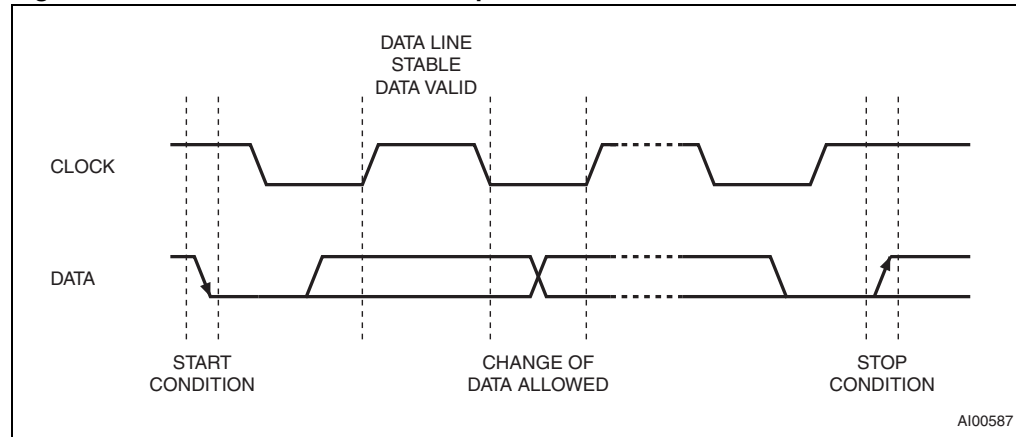 DATA LINE
STABLE
DATA VALID
CLOCK
DATA
START
CONDITION
CHANGE OF
DATA ALLOWED
STOP
CONDITION
AI00587